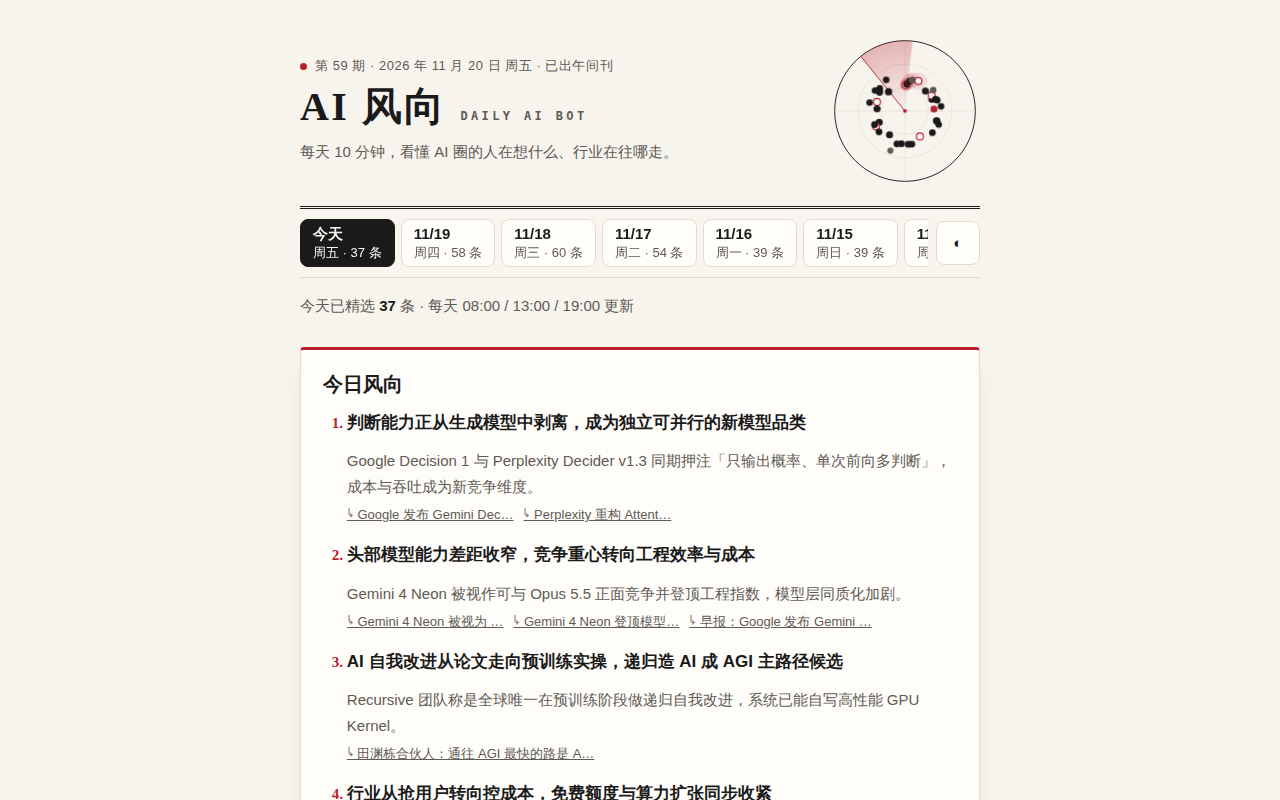 第 59 期 · 2026 年 11 月 20 日 周五 · 已出午间刊
AI 风向 DAILY AI BOT
每天 10 分钟，看懂 AI 圈的人在想什么、行业在往哪走。
今天
周五 · 37 条
11/19
周四 · 58 条
11/18
周三 · 60 条
11/17
周二 · 54 条
11/16
周一 · 39 条
11/15
周日 · 39 条
今天已精选 37 条 · 每天 08:00 / 13:00 / 19:00 更新
今日风向
1. 判断能力正从生成模型中剥离，成为独立可并行的新模型品类
Google Decision 1 与 Perplexity Decider v1.3 同期押注「只输出概率、单次前向多判断」，
成本与吞吐成为新竞争维度。
↳ Google 发布 Gemini Dec… ↳ Perplexity 重构 Attent…
2. 头部模型能力差距收窄，竞争重心转向工程效率与成本
Gemini 4 Neon 被视作可与 Opus 5.5 正面竞争并登顶工程指数，模型层同质化加剧。
↳ Gemini 4 Neon 被视为 … ↳ Gemini 4 Neon 登顶模型… ↳ 早报：Google 发布 Gemini …
3. AI 自我改进从论文走向预训练实操，递归造 AI 成 AGI 主路径候选
Recursive 团队称是全球唯一在预训练阶段做递归自我改进，系统已能自写高性能 GPU
Kernel。
↳ 田渊栋合伙人：通往 AGI 最快的路是 A…
4. 行业从抢用户转向控成本，免费额度与算力扩张同步收紧